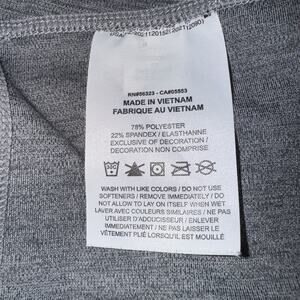 RN#56323 - CA#05553
MADE IN VIETNAM
FABRIQUE AU VIETNAM
78% POLYESTER
22% SPANDEX / ELASTHANNE
EXCLUSIVE OF DECORATION /
DECORATION NON COMPRISE
WASH WITH LIKE COLORS / DO NOT USE
SOFTENERS / REMOVE IMMEDIATELY / DO
NOT ALLOW TO LAY ON ITSELF WHEN WET
LAVER AVEC COULEURS SIMILAIRES / NE PAS
UTILISER D'ADOUCISSEUR / ENLEVER
IMMEDIATEMENT / NE PAS LAISSER LE
VÊTEMENT PLIE LORSQU'IL EST MOUILLÉ